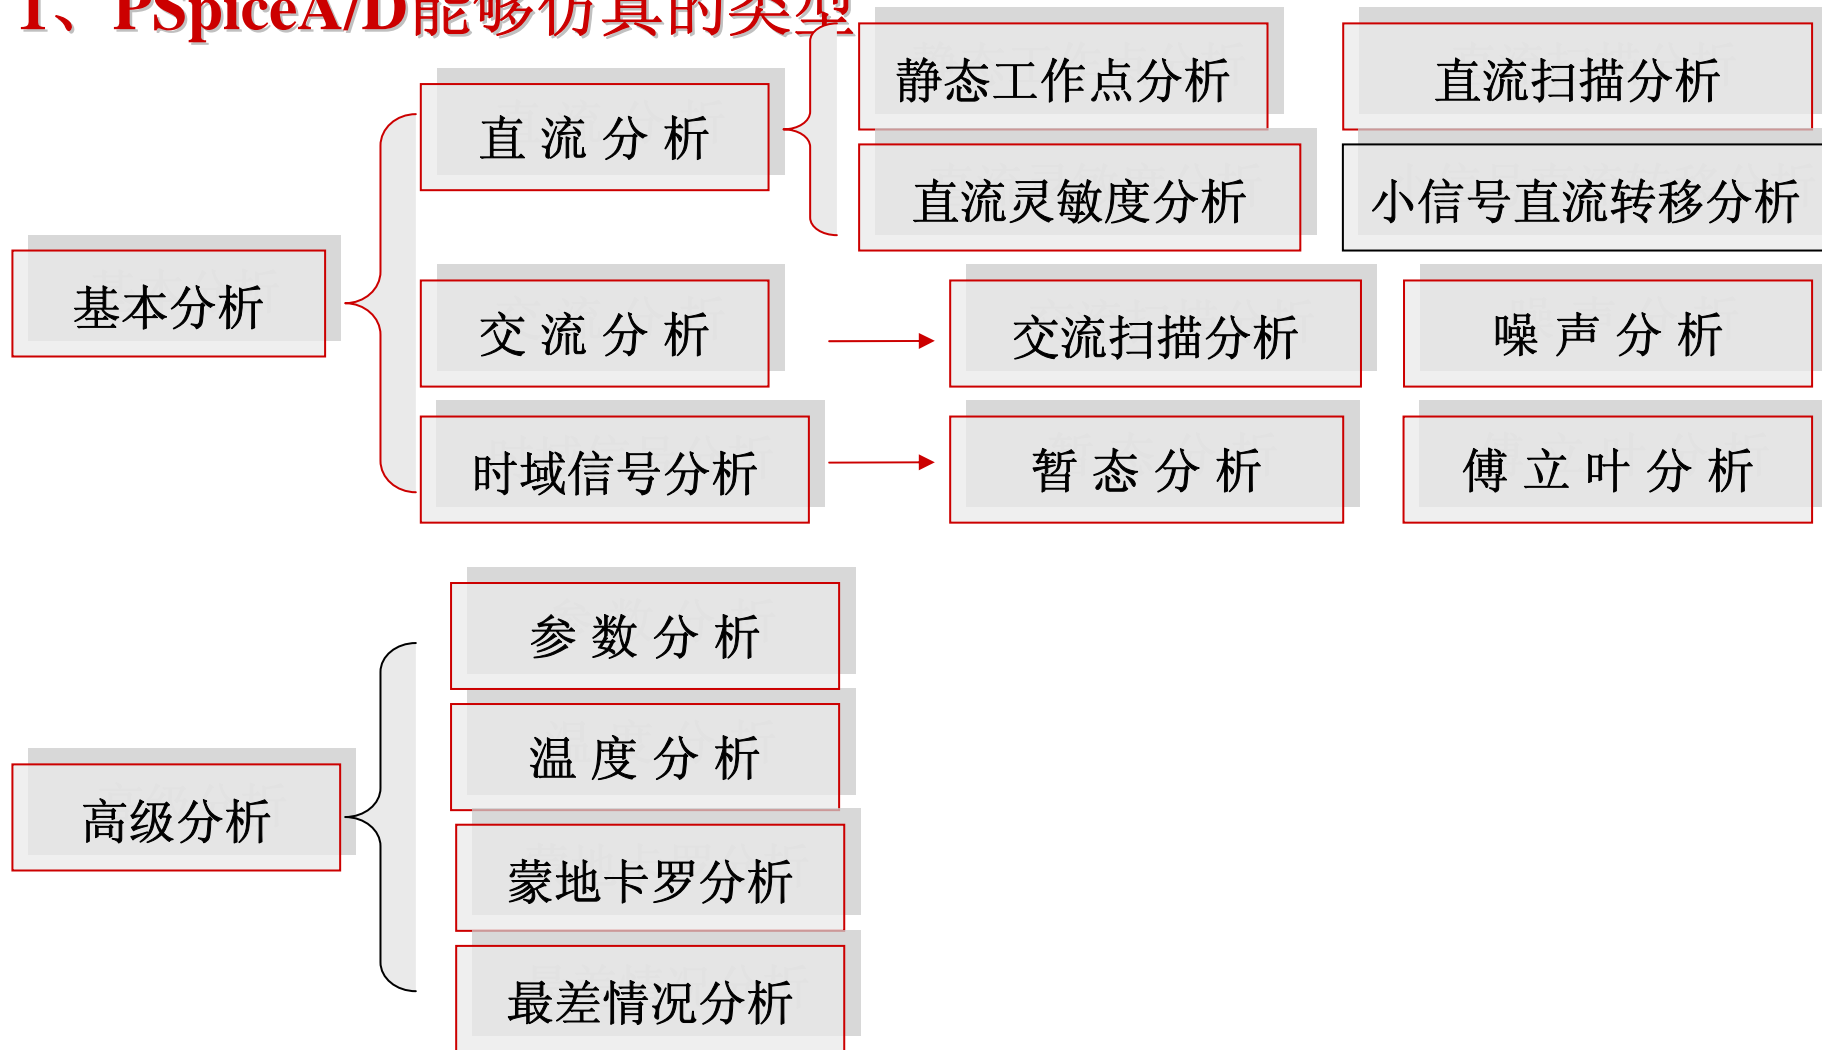 1、PSpiceA/D能够仿真的类型
静态工作点分析
直流扫描分析
直流分析
直流灵敏度分析
小信号直流转移分析
基本分析
交流分析
交流扫描分析
噪声分析
时域信号分析
暂态分析
傅立叶分析
参数分析
温度分析
高级分析
蒙地卡罗分析
最差情况分析